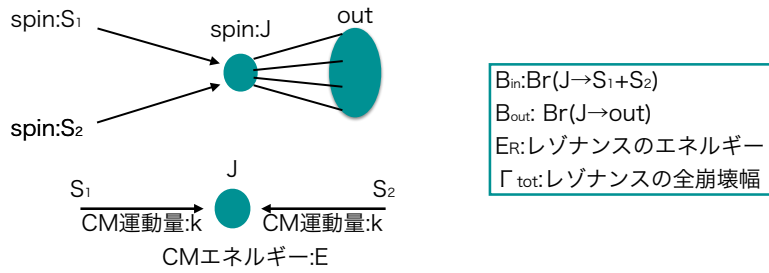 spin:S₁
spin:J
out
spin:S₂
Bin:Br(J→S₁+S₂)
Bout: Br(J→out)
ER:レゾナンスのエネルギー
Γtot:レゾナンスの全崩壊幅
J
S₁
S₂
CM運動量:k
CM運動量:k
CMエネルギー:E